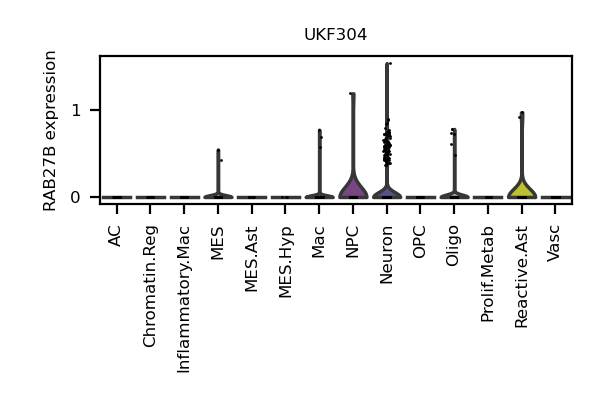 UKF304
RAB27B expression
1
0
AC
Chromatin.Reg
Inflammatory.Mac
MES
MES.Ast
MES.Hyp
Mac
NPC
Neuron
OPC
Oligo
Prolif.Metab
Reactive.Ast
Vasc